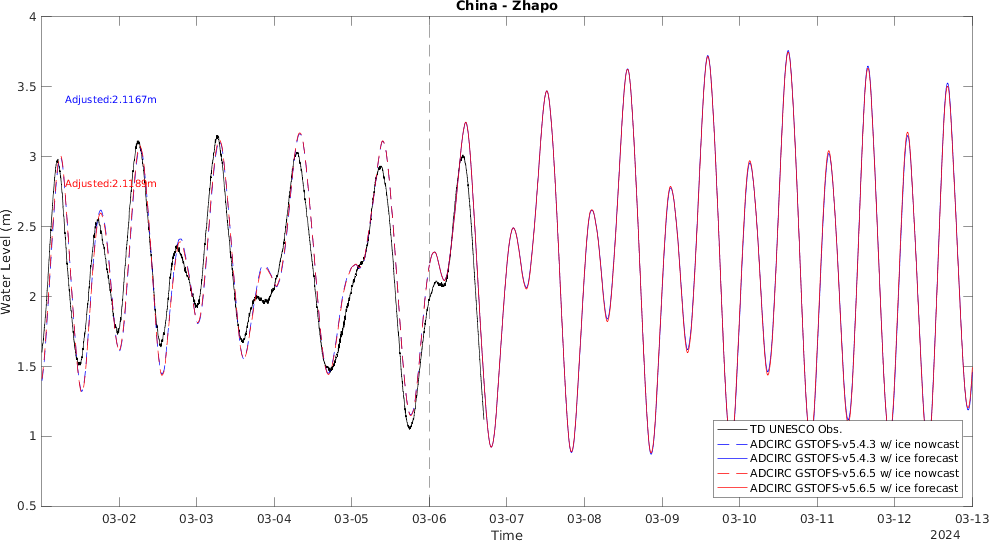 China - Zhapo
4
3.5
3
2.5
2
1.5
1
0.5
Water Level (m)
Adjusted:2.1167m
Adjusted:2.1189m
TD UNESCO Obs.
ADCIRC GSTOFS-v5.4.3 w/ ice nowcast
ADCIRC GSTOFS-v5.4.3 w/ ice forecast
ADCIRC GSTOFS-v5.6.5 w/ ice nowcast
ADCIRC GSTOFS-v5.6.5 w/ ice forecast
03-02 03-03 03-04 03-05 03-06 03-07 03-08 03-09 03-10 03-11 03-12 03-13
Time
2024